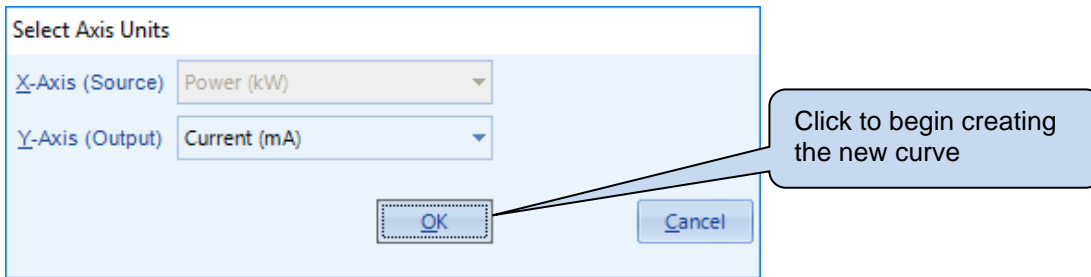 Select Axis Units
X-Axis (Source) Power (kW)
Y-Axis (Output) Current (mA)
Click to begin creating
the new curve
OK Cancel